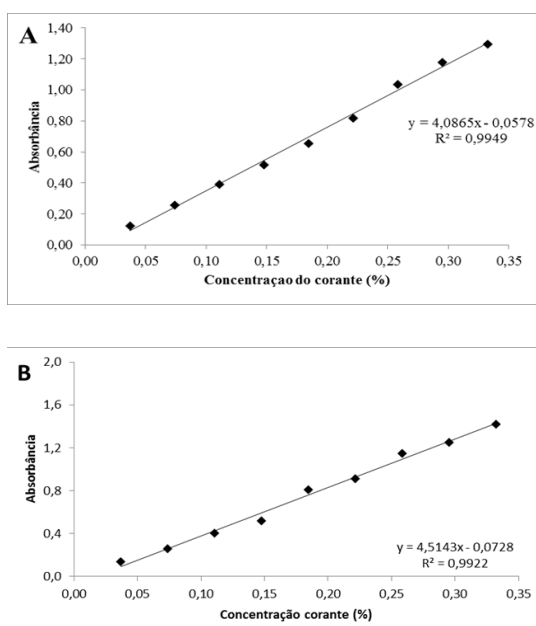 A
1,40
1,20
1,00
0,80
0,60
0,40
0,20
0,00
Absorbância
y = 4,0865x - 0,0578
R² = 0,9949
0,00 0,05 0,10 0,15 0,20 0,25 0,30 0,35
Concentraçao do corante (%)
B
2,0
1,6
1,2
0,8
0,4
0,0
Absorbância
y = 4,5143x - 0,0728
R² = 0,9922
0,00 0,05 0,10 0,15 0,20 0,25 0,30 0,35
Concentração corante (%)